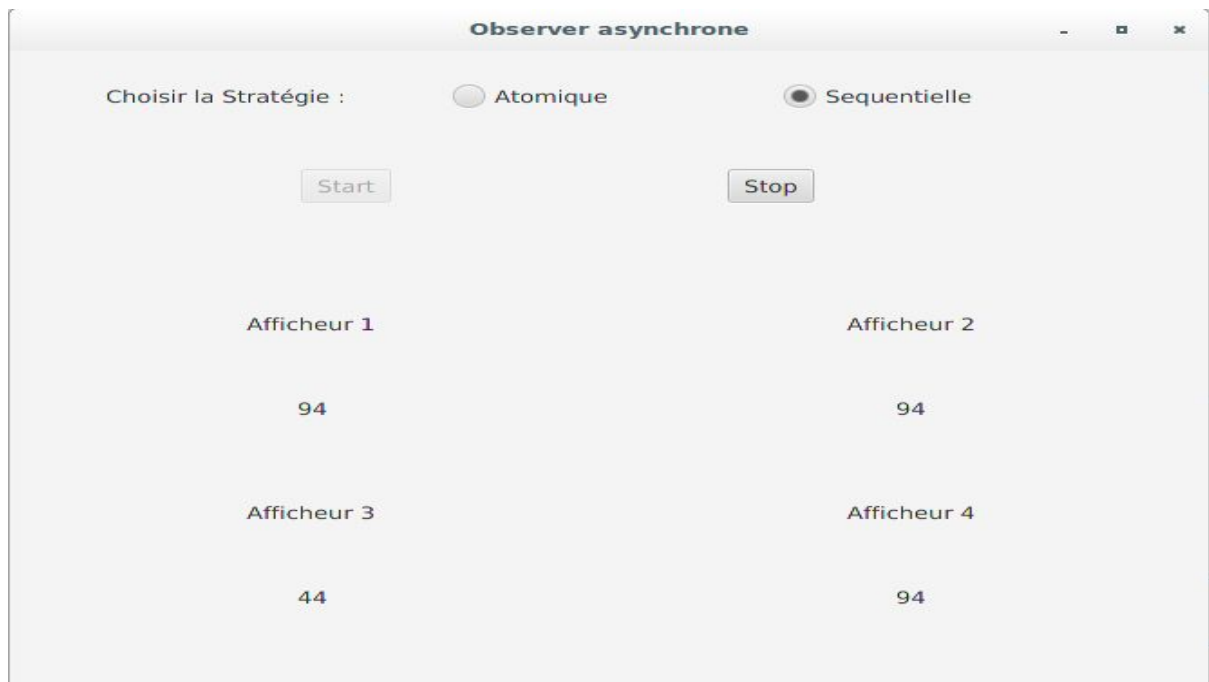 Observer asynchrone
Choisir la Stratégie : Atomique Sequentielle
Start Stop
Afficheur 1 Afficheur 2
94 94
Afficheur 3 Afficheur 4
44 94